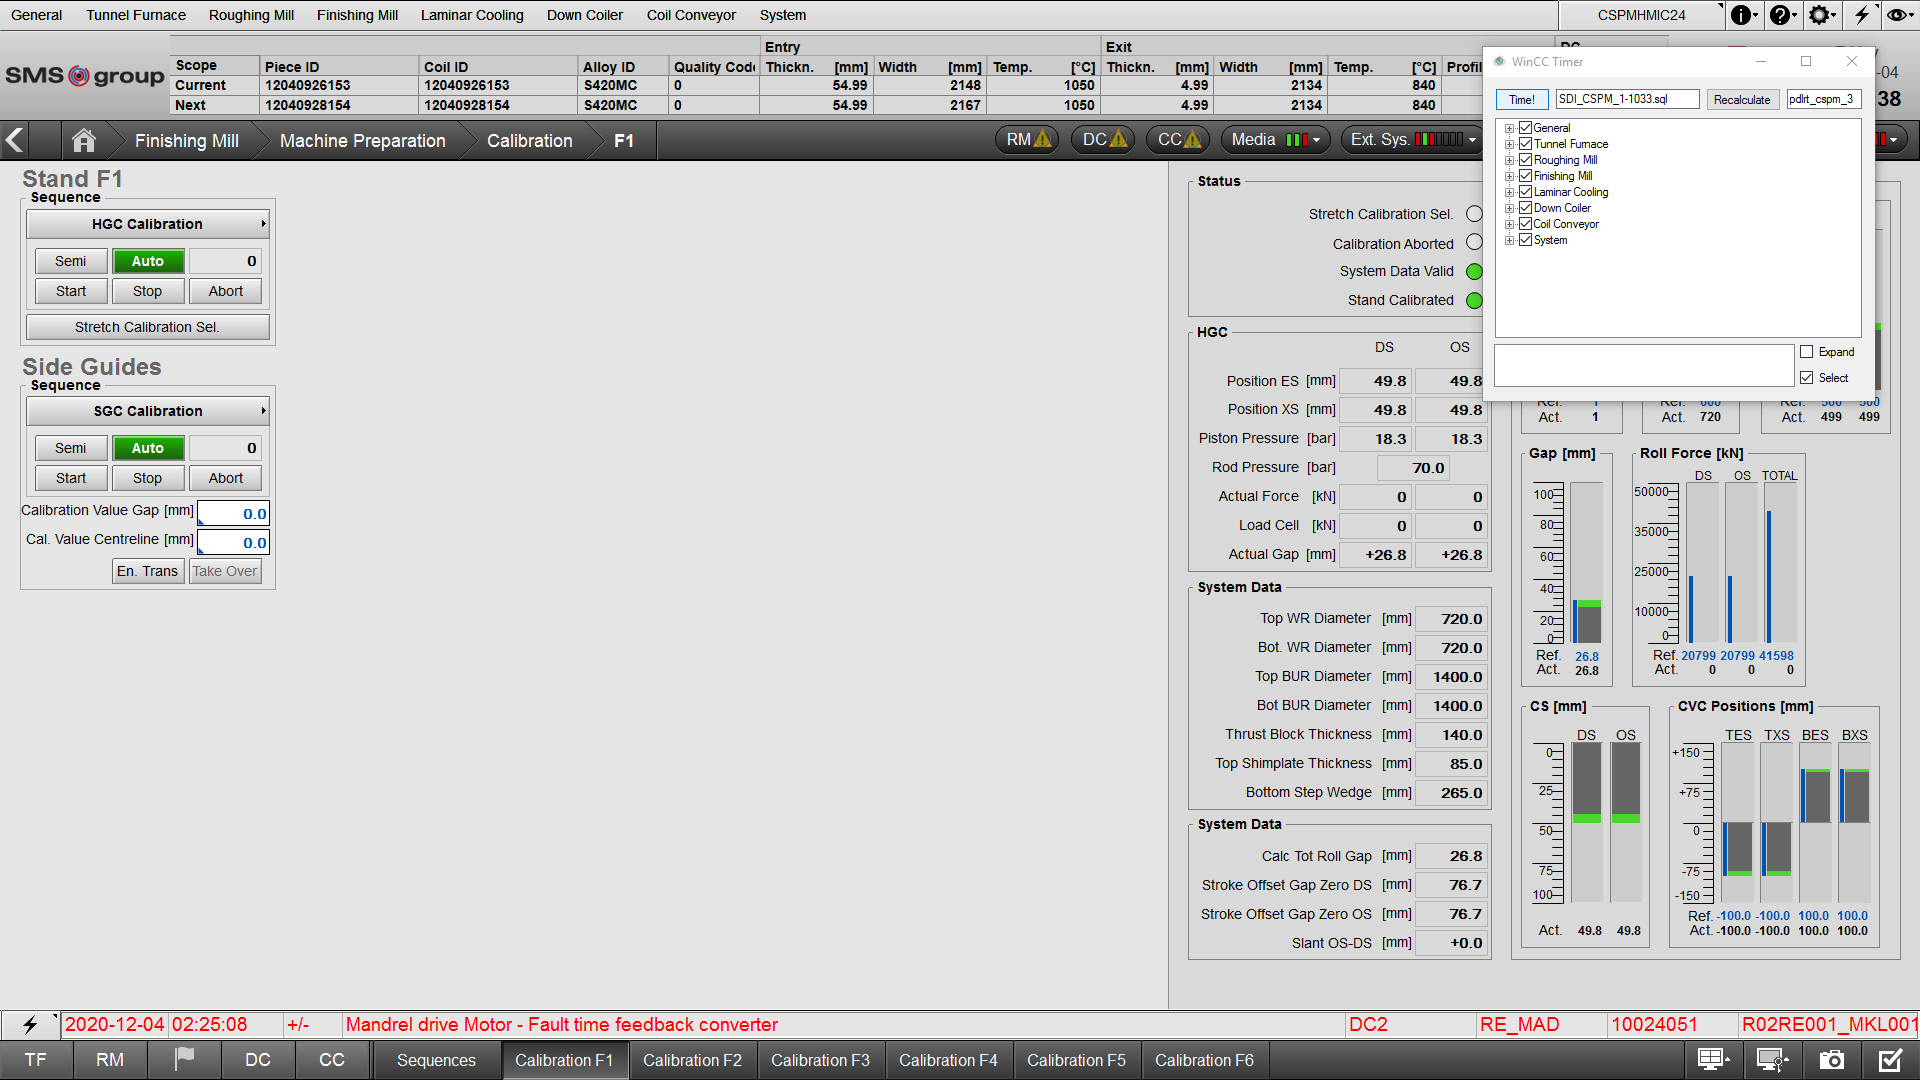 General Tunnel Furnace Roughing Mill Finishing Mill Laminar Cooling Down Coiler Coil Conveyor System CSPMHMIC24
SMS group
Entry Exit
Scope Piece ID Coil ID Alloy ID Quality Code Thickn. [mm] Width [mm] Temp. [°C] Thickn. [mm] Width [mm] Temp. [°C] Profil
Current 12040926153 12040926153 S420MC 0 54.99 2148 1050 4.99 2134 840
Next 12040928154 12040928154 S420MC 0 54.99 2167 1050 4.99 2134 840
-04
:38
Finishing Mill Machine Preparation Calibration F1 RM DC CC Media Ext. Sys.
WinCC Timer
Time! SDI_CSPM_1-1033.sql Recalculate pdlrt_cspm_3
General
Tunnel Furnace
Roughing Mill
Finishing Mill
Laminar Cooling
Down Coiler
Coil Conveyor
System
Expand
Select
Stand F1
Sequence
HGC Calibration
Semi Auto 0
Start Stop Abort
Stretch Calibration Sel.
Side Guides
Sequence
SGC Calibration
Semi Auto 0
Start Stop Abort
Calibration Value Gap [mm] 0.0
Cal. Value Centreline [mm] 0.0
En. Trans Take Over
Status
Stretch Calibration Sel.
Calibration Aborted
System Data Valid
Stand Calibrated
HGC
DS OS
Position ES [mm] 49.8 49.8
Position XS [mm] 49.8 49.8
Piston Pressure [bar] 18.3 18.3
Rod Pressure [bar] 70.0
Actual Force [kN] 0 0
Load Cell [kN] 0 0
Actual Gap [mm] +26.8 +26.8
System Data
Top WR Diameter [mm] 720.0
Bot. WR Diameter [mm] 720.0
Top BUR Diameter [mm] 1400.0
Bot BUR Diameter [mm] 1400.0
Thrust Block Thickness [mm] 140.0
Top Shimplate Thickness [mm] 85.0
Bottom Step Wedge [mm] 265.0
System Data
Calc Tot Roll Gap [mm] 26.8
Stroke Offset Gap Zero DS [mm] 76.7
Stroke Offset Gap Zero OS [mm] 76.7
Slant OS-DS [mm] +0.0
Act. 1 Act. 720 Act. 499 499
Gap [mm]
100
80
60
40
20
0
Ref. 26.8
Act. 26.8
Roll Force [kN]
DS OS TOTAL
50000
35000
25000
10000
0
Ref. 20799 20799 41598
Act. 0 0 0
CS [mm]
DS OS
0
25
50
75
100
Act. 49.8 49.8
CVC Positions [mm]
TES TXS BES BXS
+150
+75
0
-75
-150
Ref. -100.0 -100.0 100.0 100.0
Act. -100.0 -100.0 100.0 100.0
2020-12-04 02:25:08 +/- Mandrel drive Motor - Fault time feedback converter DC2 RE_MAD 10024051 R02RE001_MKL001
TF RM DC CC Sequences Calibration F1 Calibration F2 Calibration F3 Calibration F4 Calibration F5 Calibration F6